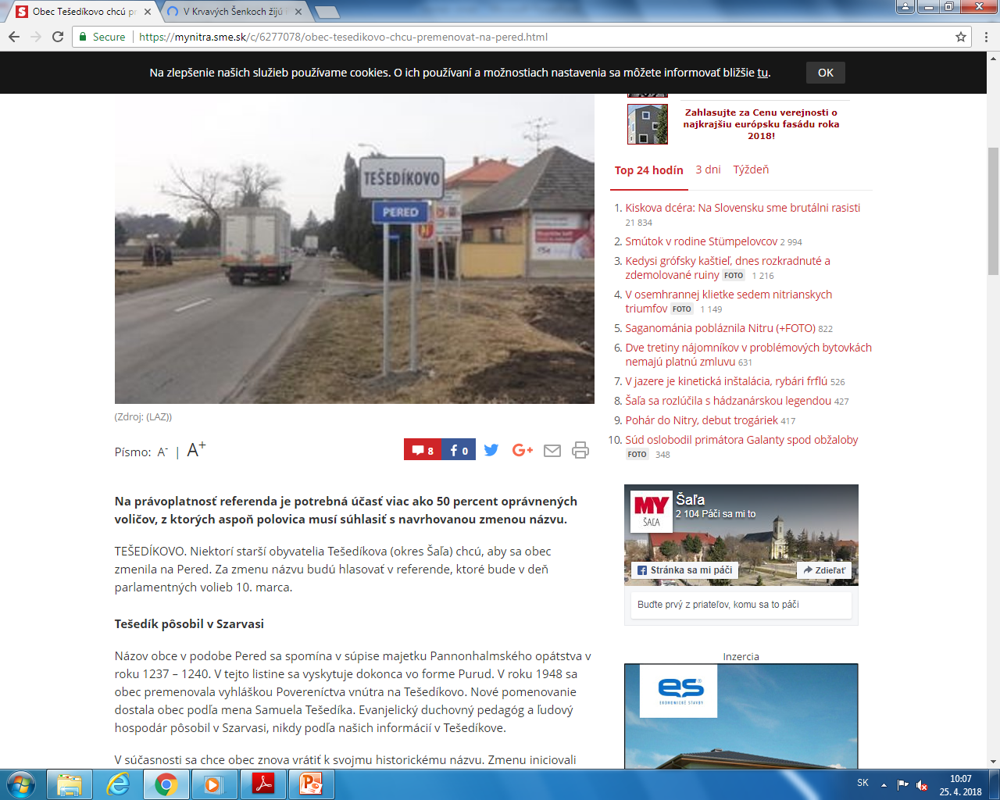 Obec Tešedíkovo chcú pr
V Krvavých Šenkoch žijú
Secure
https://mynitra.sme.sk/c/6277078/obec-tesedikovo-chcu-premenovat-na-pered.html
Na zlepšenie našich služieb používame cookies. O ich používaní a možnostiach nastavenia sa môžete informovať bližšie tu.
OK
TEŠEDÍKOVO
PERED
(Zdroj: (LAZ))
Písmo: A- | A+
8
0
Na právoplatnosť referenda je potrebná účasť viac ako 50 percent oprávnených
voličov, z ktorých aspoň polovica musí súhlasiť s navrhovanou zmenou názvu.
TEŠEDÍKOVO. Niektorí starší obyvatelia Tešedíkova (okres Šaľa) chcú, aby sa obec
zmenila na Pered. Za zmenu názvu budú hlasovať v referende, ktoré bude v deň
parlamentných volieb 10. marca.
Tešedík pôsobil v Szarvasi
Názov obce v podobe Pered sa spomína v súpise majetku Pannonhalmského opátstva v
roku 1237 – 1240. V tejto listine sa vyskytuje dokonca vo forme Purud. V roku 1948 sa
obec premenovala vyhláškou Povereníctva vnútra na Tešedíkovo. Nové pomenovanie
dostala obec podľa mena Samuela Tešedíka. Evanjelický duchovný pedagóg a ľudový
hospodár pôsobil v Szarvasi, nikdy podľa našich informácií v Tešedíkove.
V súčasnosti sa chce obec znova vrátiť k svojmu historickému názvu. Zmenu iniciovali
Zahlasujte za Cenu verejnosti o
najkrajšiu európsku fasádu roka
2018!
Top 24 hodín 3 dni Týždeň
1. Kiskova dcéra: Na Slovensku sme brutálni rasisti
21 834
2. Smútok v rodine Stümpelovcov 2 994
3. Kedysi grófsky kaštieľ, dnes rozkradnuté a
zdemolované ruiny FOTO 1 216
4. V osemhrannej klietke sedem nitrianskych
triumfov FOTO 1 149
5. Saganománia pobláznila Nitru (+FOTO) 822
6. Dve tretiny nájomníkov v problémových bytovkách
nemajú platnú zmluvu 631
7. V jazere je kinetická inštalácia, rybári frflú 526
8. Šaľa sa rozlúčila s hádzanárskou legendou 427
9. Pohár do Nitry, debut trogáriek 417
10. Súd oslobodil primátora Galanty spod obžaloby
FOTO 348
MY
ŠAĽA
Šaľa
2 104 Páči sa mi to
Stránka sa mi páči
Zdieľať
Buďte prvý z priateľov, komu sa to páči
Inzercia
es
EKONOMICKÉ STAVBY
SK
10:07
25. 4. 2018